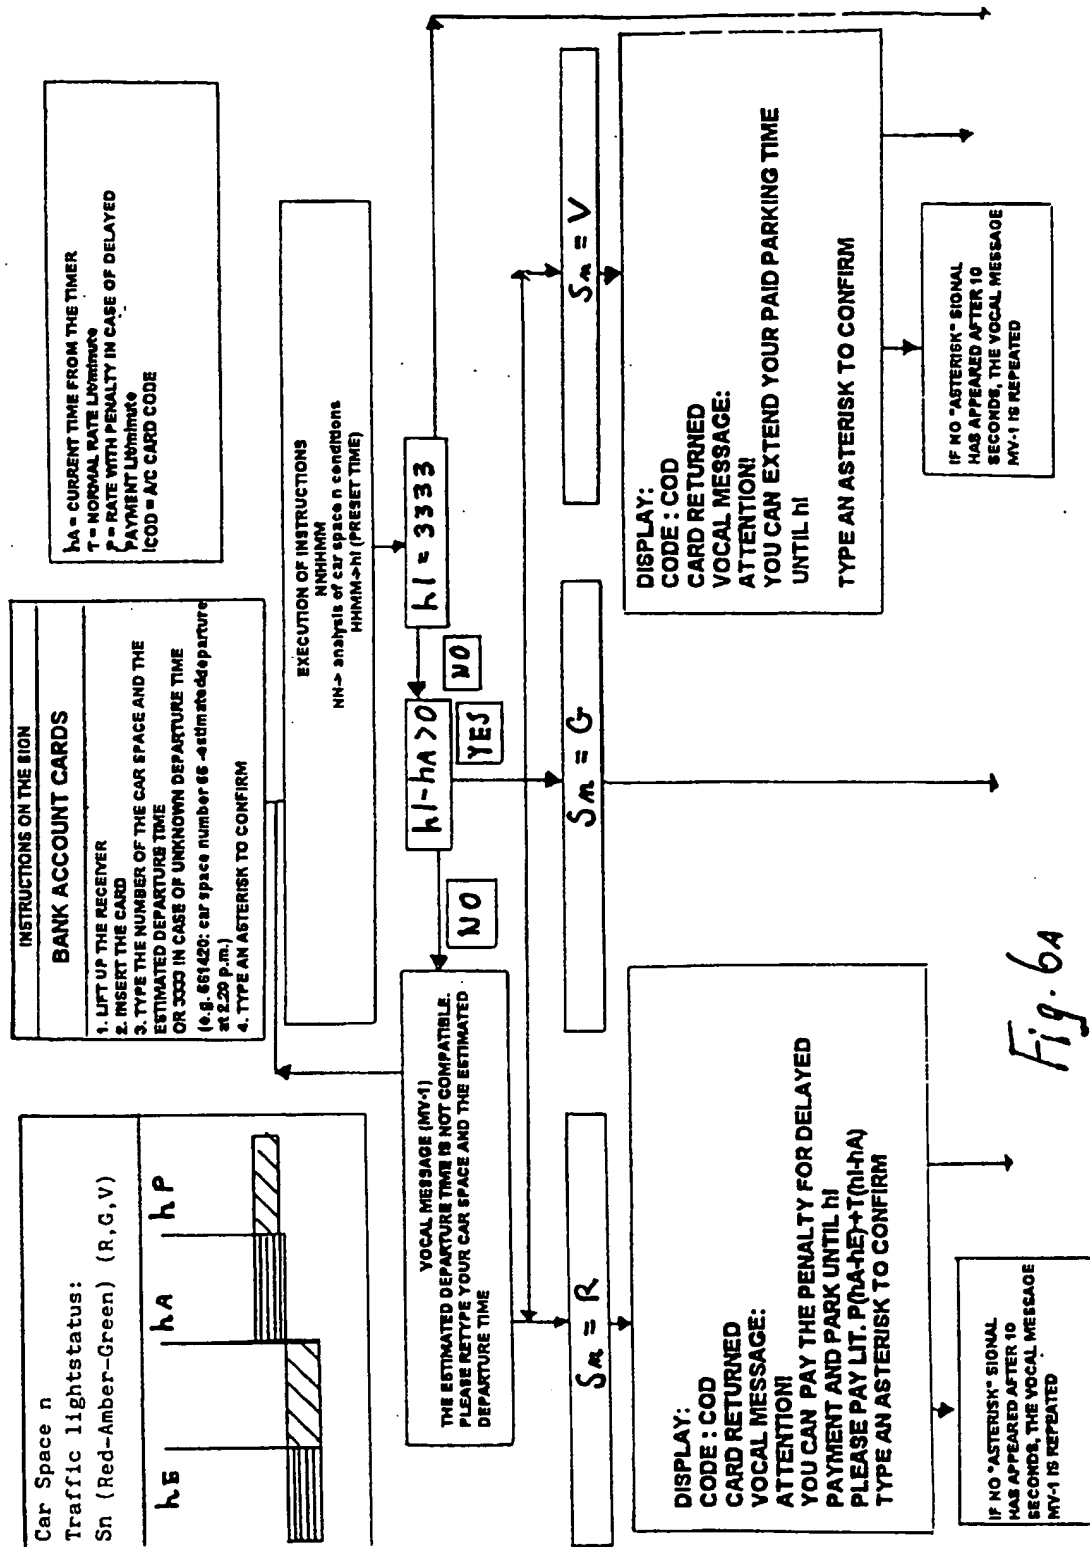 Car Space n
Traffic lightstatus:
Sn (Red-Amber-Green) (R,G,V)
hE
hA
hP
INSTRUCTIONS ON THE SIGN
BANK ACCOUNT CARDS
1. LIFT UP THE RECEIVER
2. INSERT THE CARD
3. TYPE THE NUMBER OF THE CAR SPACE AND THE
ESTIMATED DEPARTURE TIME
OR 3333 IN CASE OF UNKNOWN DEPARTURE TIME
(e.g. 661420: car space number 66 -estimated departure
at 2.20 p.m.)
4. TYPE AN ASTERISK TO CONFIRM
hA = CURRENT TIME FROM THE TIMER
T = NORMAL RATE Lit/minute
P = RATE WITH PENALTY IN CASE OF DELAYED
PAYMENT Lit/minute
COD = A/C CARD CODE
EXECUTION OF INSTRUCTIONS
NNHHMM
NN-> analysis of car space n conditions
HHMM->hI (PRESET TIME)
VOCAL MESSAGE (MV-1)
THE ESTIMATED DEPARTURE TIME IS NOT COMPATIBLE.
PLEASE RETYPE YOUR CAR SPACE AND THE ESTIMATED
DEPARTURE TIME
NO
hI-hA>0
YES
NO
hI = 3333
Sn = R
Sn = G
Sn = V
DISPLAY:
CODE : COD
CARD RETURNED
VOCAL MESSAGE:
ATTENTION!
YOU CAN PAY THE PENALTY FOR DELAYED
PAYMENT AND PARK UNTIL hI
PLEASE PAY LIT. P(hA-hE)+T(hI-hA)
TYPE AN ASTERISK TO CONFIRM
DISPLAY:
CODE : COD
CARD RETURNED
VOCAL MESSAGE:
ATTENTION!
YOU CAN EXTEND YOUR PAID PARKING TIME
UNTIL hI
TYPE AN ASTERISK TO CONFIRM
IF NO "ASTERISK" SIGNAL
HAS APPEARED AFTER 10
SECONDS, THE VOCAL MESSAGE
MV-1 IS REPEATED
IF NO "ASTERISK" SIGNAL
HAS APPEARED AFTER 10
SECONDS, THE VOCAL MESSAGE
MV-1 IS REPEATED
Fig. 6A